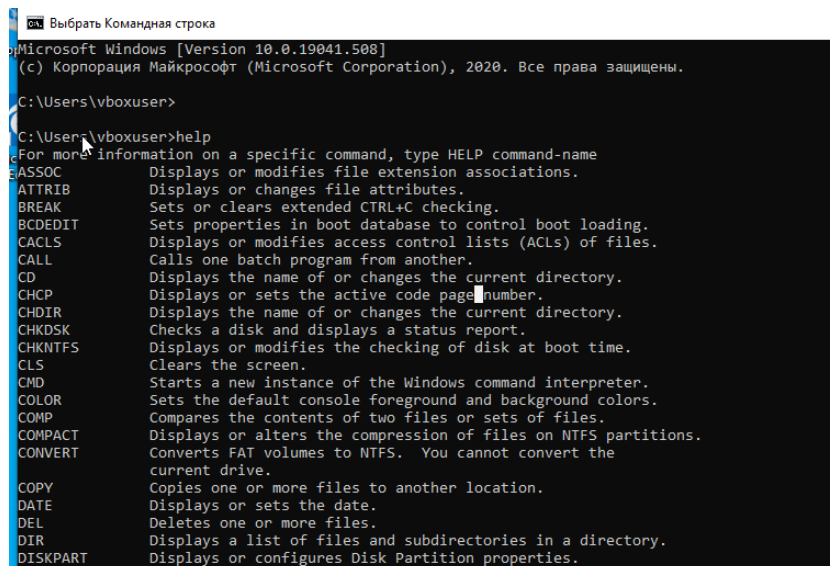 Выбрать Командная строка
Microsoft Windows [Version 10.0.19041.508]
(c) Корпорация Майкрософт (Microsoft Corporation), 2020. Все права защищены.
C:\Users\vboxuser>
C:\Users\vboxuser>help
For more information on a specific command, type HELP command-name
ASSOC          Displays or modifies file extension associations.
ATTRIB         Displays or changes file attributes.
BREAK          Sets or clears extended CTRL+C checking.
BCDEDIT        Sets properties in boot database to control boot loading.
CACLS          Displays or modifies access control lists (ACLs) of files.
CALL           Calls one batch program from another.
CD             Displays the name of or changes the current directory.
CHCP           Displays or sets the active code page number.
CHDIR          Displays the name of or changes the current directory.
CHKDSK         Checks a disk and displays a status report.
CHKNTFS        Displays or modifies the checking of disk at boot time.
CLS            Clears the screen.
CMD            Starts a new instance of the Windows command interpreter.
COLOR          Sets the default console foreground and background colors.
COMP           Compares the contents of two files or sets of files.
COMPACT        Displays or alters the compression of files on NTFS partitions.
CONVERT        Converts FAT volumes to NTFS.  You cannot convert the
               current drive.
COPY           Copies one or more files to another location.
DATE           Displays or sets the date.
DEL            Deletes one or more files.
DIR            Displays a list of files and subdirectories in a directory.
DISKPART       Displays or configures Disk Partition properties.